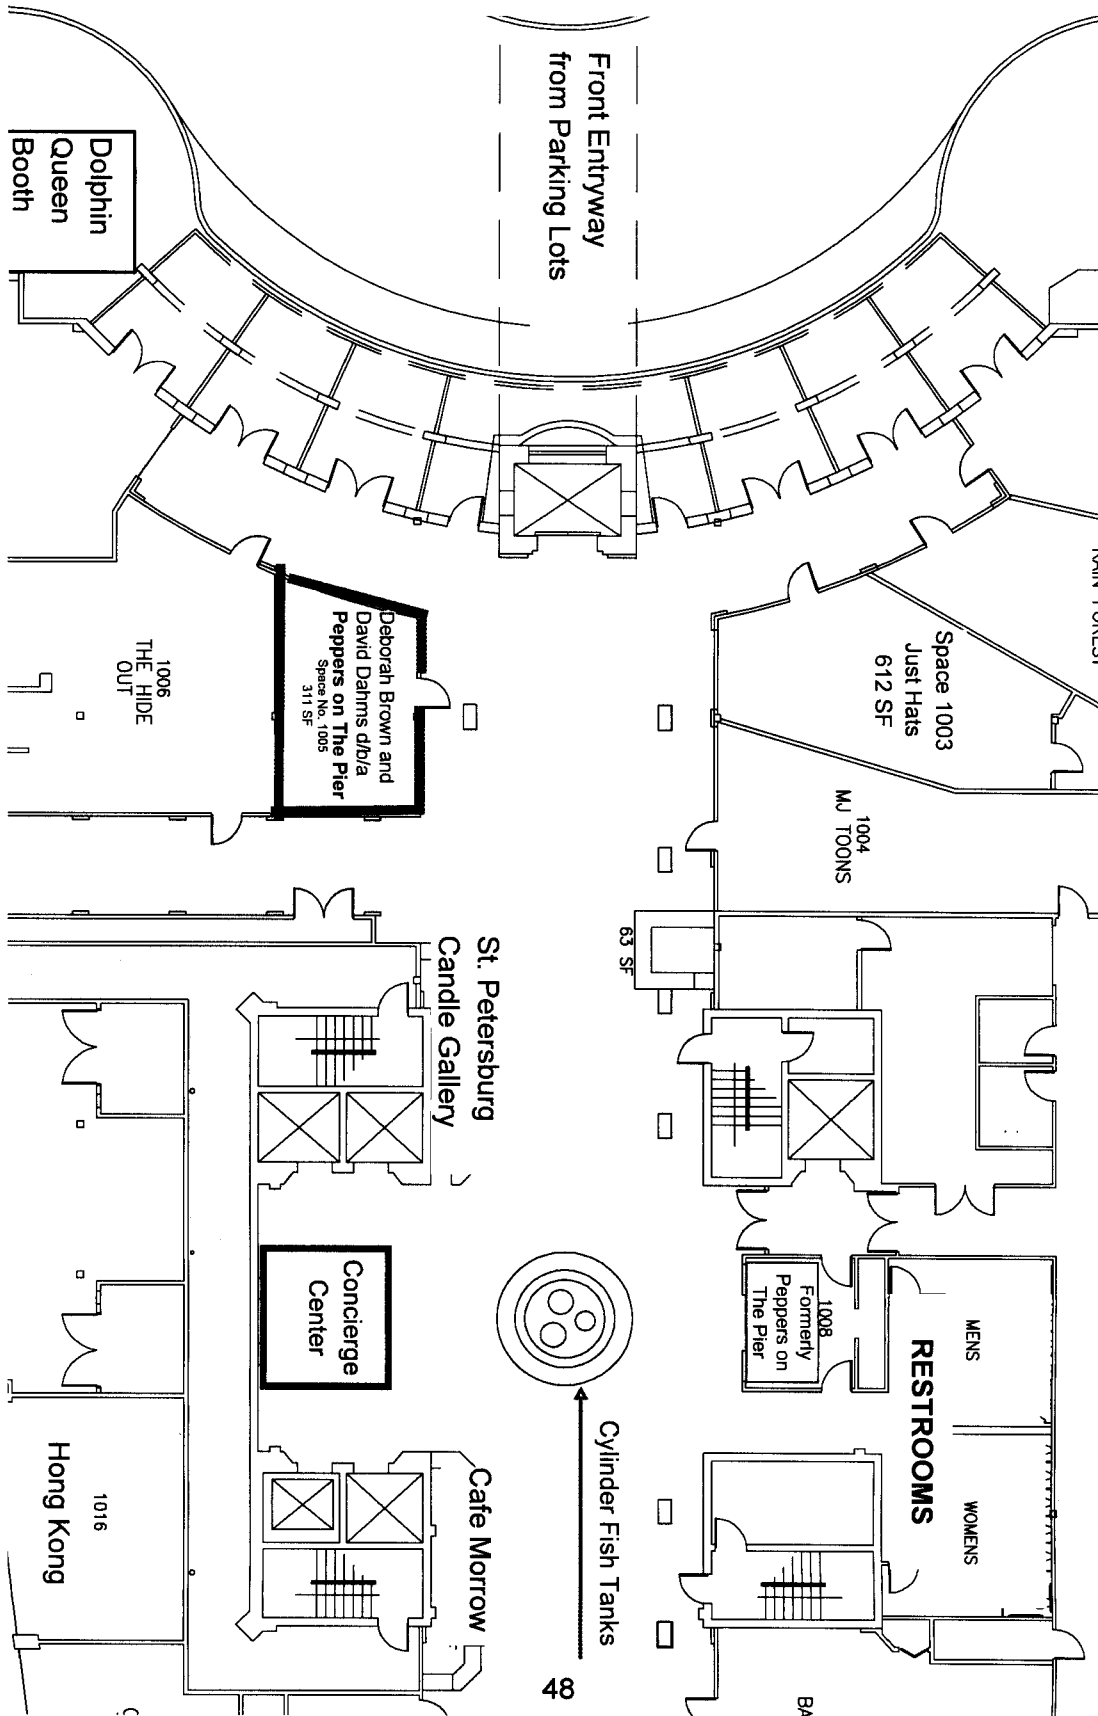 Front Entryway
from Parking Lots
Dolphin
Queen
Booth
1006
THE HIDE
OUT
Deborah Brown and
David Dahms d/b/a
Peppers on The Pier
Space No. 1005
311 SF
Space 1003
Just Hats
612 SF
1004
MJ TOONS
63 SF
St. Petersburg
Candle Gallery
Concierge
Center
1008
Formerly
Peppers on
The Pier
MENS
RESTROOMS
WOMENS
Cylinder Fish Tanks
Cafe Morrow
1016
Hong Kong
48
BA